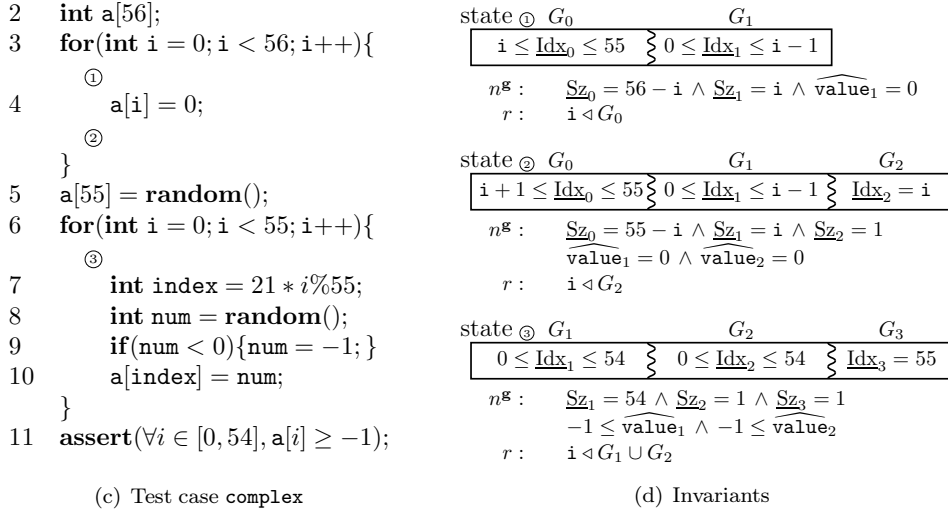 2 int a[56];
3 for(int i = 0; i < 56; i++){
①
4 a[i] = 0;
②
}
5 a[55] = random();
6 for(int i = 0; i < 55; i++){
③
7 int index = 21 * i%55;
8 int num = random();
9 if(num < 0){num = −1; }
10 a[index] = num;
}
11 assert(∀i ∈ [0, 54], a[i] ≥ −1);
(c) Test case complex
state ① G₀ G₁
i ≤ Idx₀ ≤ 55 0 ≤ Idx₁ ≤ i − 1
nᵍ : Sz₀ = 56 − i ∧ Sz₁ = i ∧ value₁ = 0
r : i ◃ G₀
state ② G₀ G₁ G₂
i + 1 ≤ Idx₀ ≤ 55 0 ≤ Idx₁ ≤ i − 1 Idx₂ = i
nᵍ : Sz₀ = 55 − i ∧ Sz₁ = i ∧ Sz₂ = 1
value₁ = 0 ∧ value₂ = 0
r : i ◃ G₂
state ③ G₁ G₂ G₃
0 ≤ Idx₁ ≤ 54 0 ≤ Idx₂ ≤ 54 Idx₃ = 55
nᵍ : Sz₁ = 54 ∧ Sz₂ = 1 ∧ Sz₃ = 1
−1 ≤ value₁ ∧ −1 ≤ value₂
r : i ◃ G₁ ∪ G₂
(d) Invariants